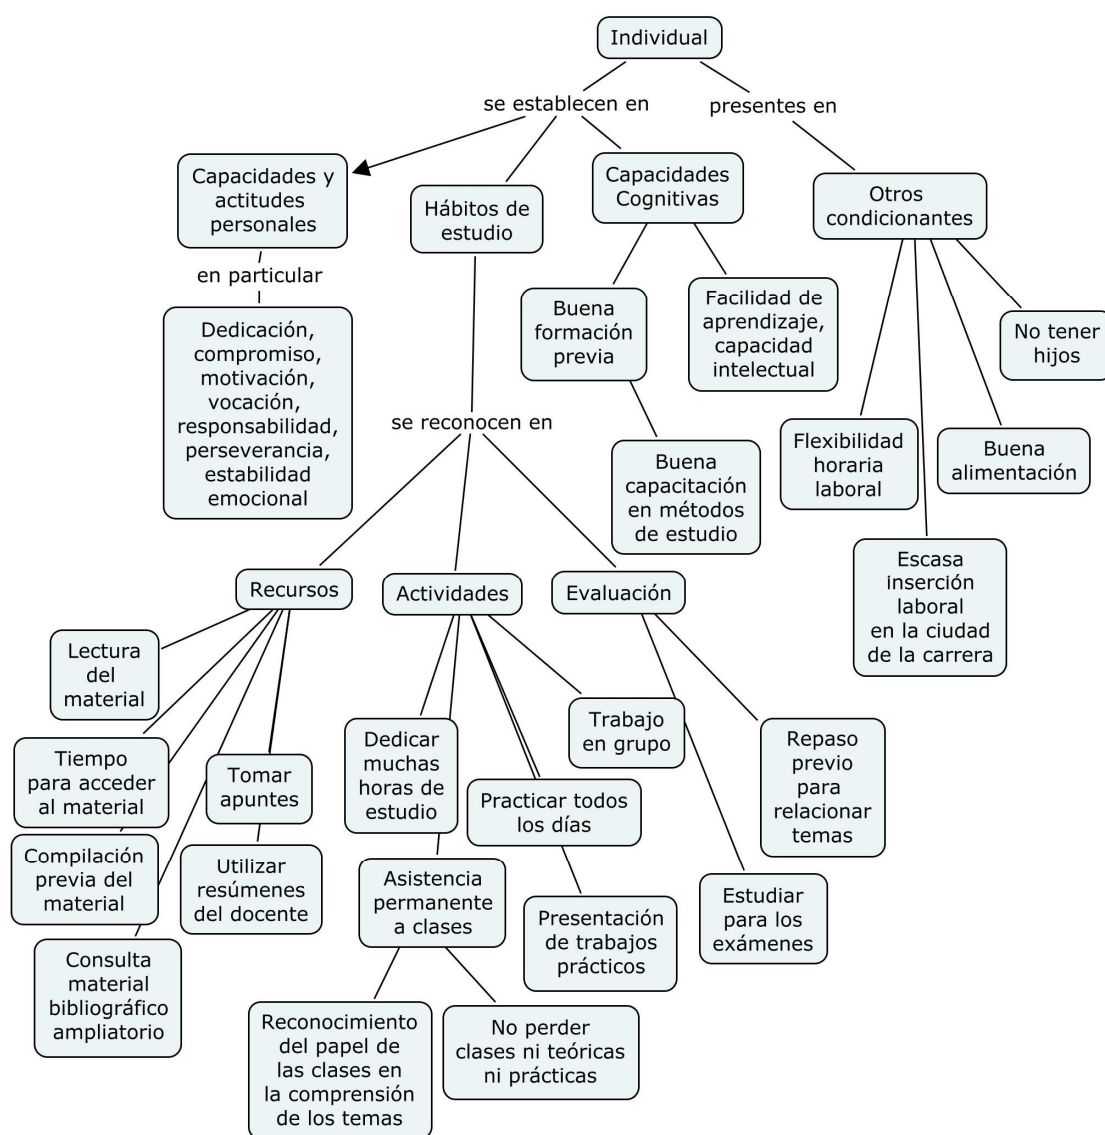 Individual
se establecen en
presentes en
Capacidades y
actitudes
personales
Hábitos de
estudio
Capacidades
Cognitivas
Otros
condicionantes
en particular
Dedicación,
compromiso,
motivación,
vocación,
responsabilidad,
perseverancia,
estabilidad
emocional
Buena
formación
previa
Facilidad de
aprendizaje,
capacidad
intelectual
No tener
hijos
se reconocen en
Buena
capacitación
en métodos
de estudio
Flexibilidad
horaria
laboral
Buena
alimentación
Escasa
inserción
laboral
en la ciudad
de la carrera
Recursos
Actividades
Evaluación
Lectura
del
material
Tiempo
para acceder
al material
Tomar
apuntes
Compilación
previa del
material
Utilizar
resúmenes
del docente
Consulta
material
bibliográfico
ampliatorio
Dedicar
muchas
horas de
estudio
Trabajo
en grupo
Practicar todos
los días
Asistencia
permanente
a clases
Presentación
de trabajos
prácticos
Reconocimiento
del papel de
las clases en
la comprensión
de los temas
No perder
clases ni teóricas
ni prácticas
Repaso
previo
para
relacionar
temas
Estudiar
para los
exámenes